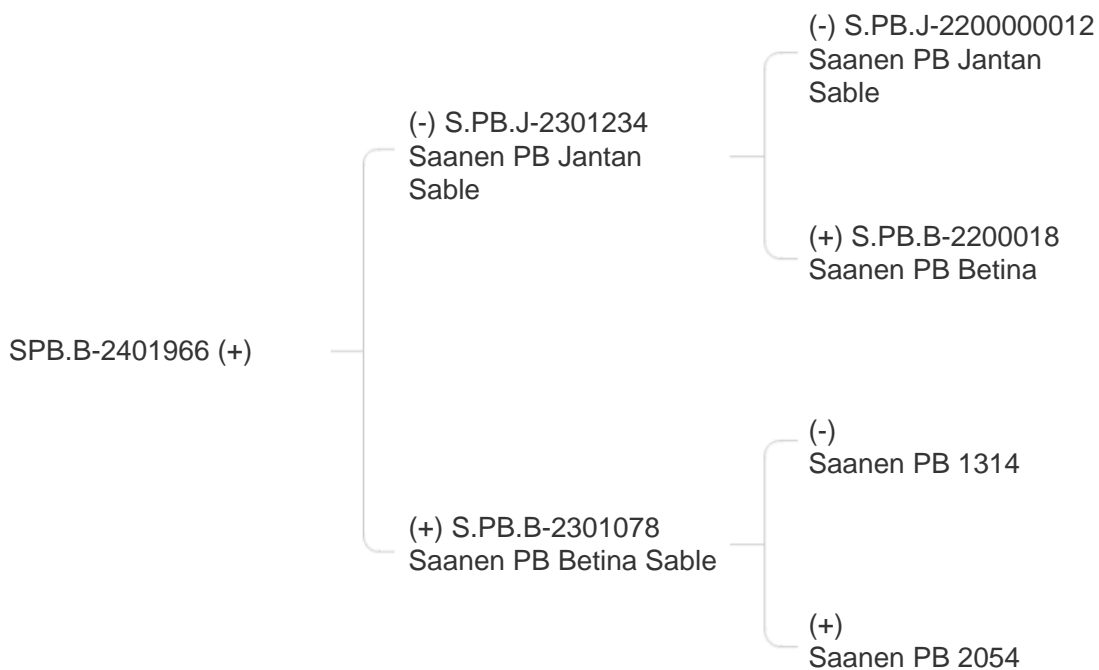 (-) S.PB.J-2200000012
Saanen PB Jantan
Sable
(-) S.PB.J-2301234
Saanen PB Jantan
Sable
(+) S.PB.B-2200018
Saanen PB Betina
SPB.B-2401966 (+)
(-)
Saanen PB 1314
(+) S.PB.B-2301078
Saanen PB Betina Sable
(+)
Saanen PB 2054